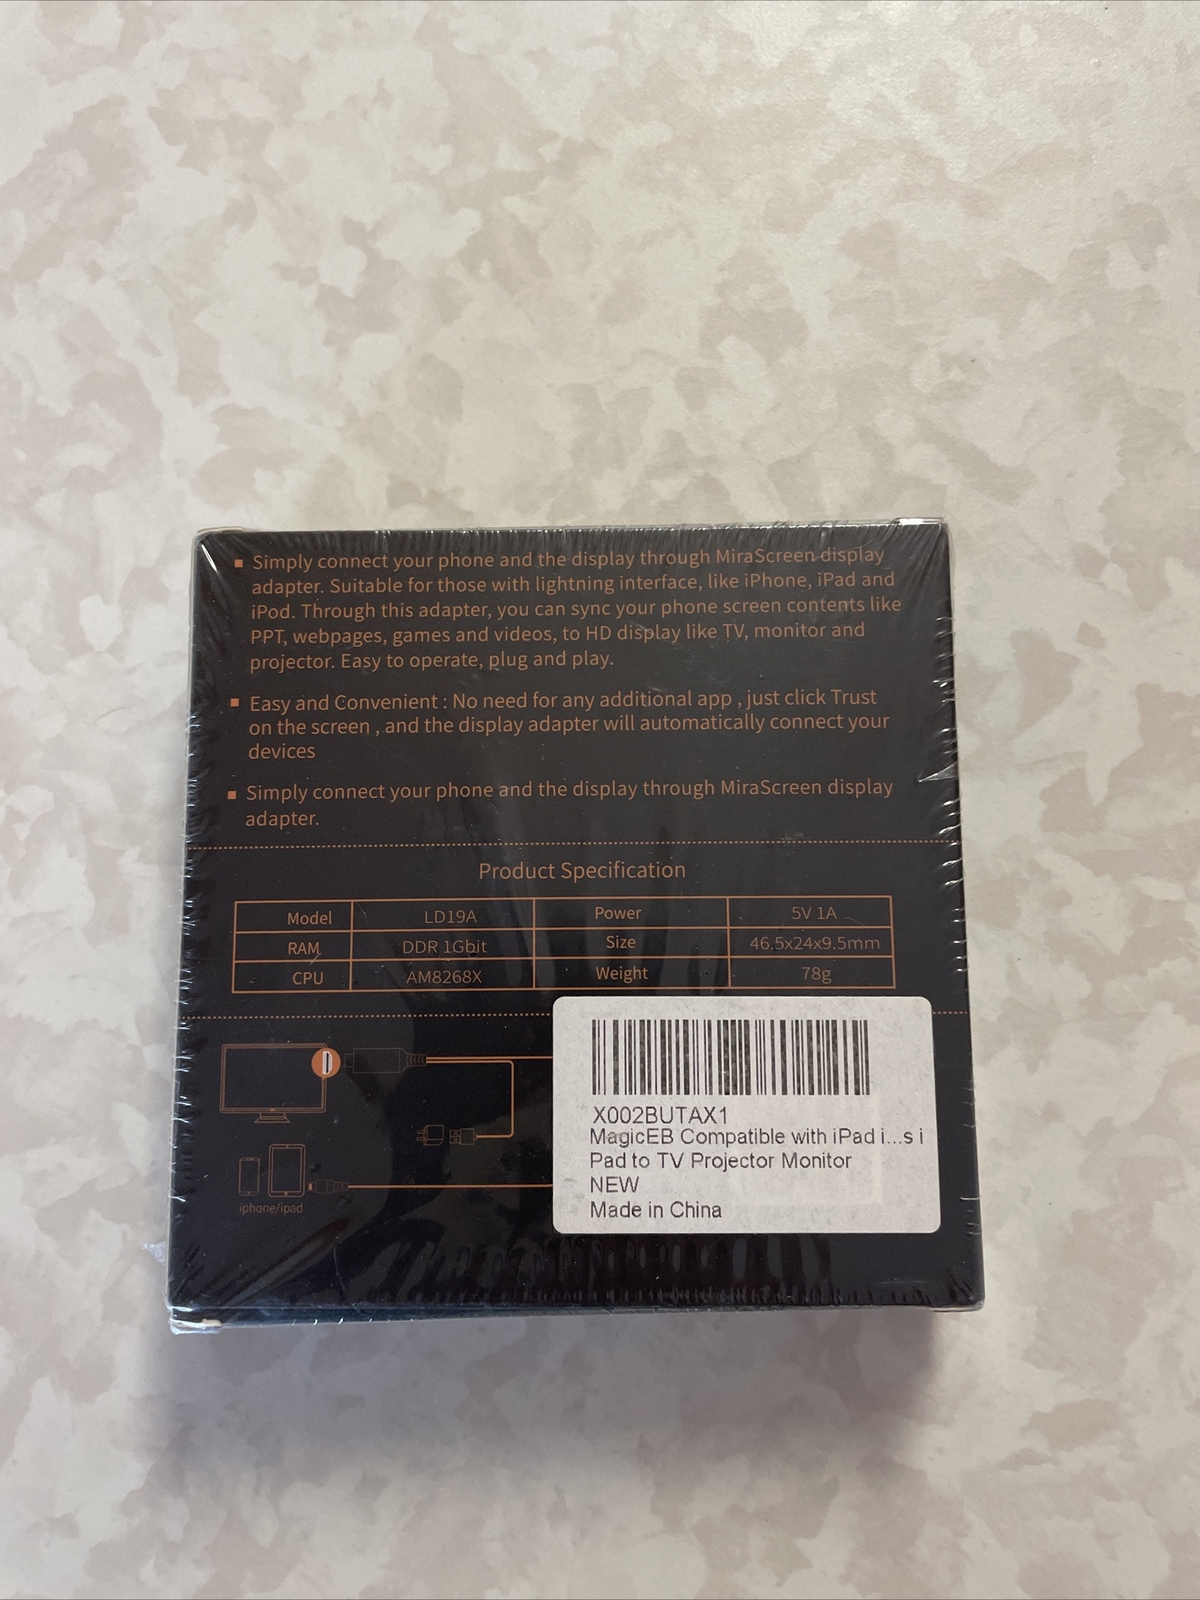 ▪ Simply connect your phone and the display through MiraScreen display
adapter. Suitable for those with lightning interface, like iPhone, iPad and
iPod. Through this adapter, you can sync your phone screen contents like
PPT, webpages, games and videos, to HD display like TV, monitor and
projector. Easy to operate, plug and play.
▪ Easy and Convenient : No need for any additional app , just click Trust
on the screen , and the display adapter will automatically connect your
devices
▪ Simply connect your phone and the display through MiraScreen display
adapter.
Product Specification
Model LD19A Power 5V 1A
RAM DDR 1Gbit Size 46.5x24x9.5mm
CPU AM8268X Weight 78g
iphone/ipad
X002BUTAX1
MagicEB Compatible with iPad i...s i
Pad to TV Projector Monitor
NEW
Made in China